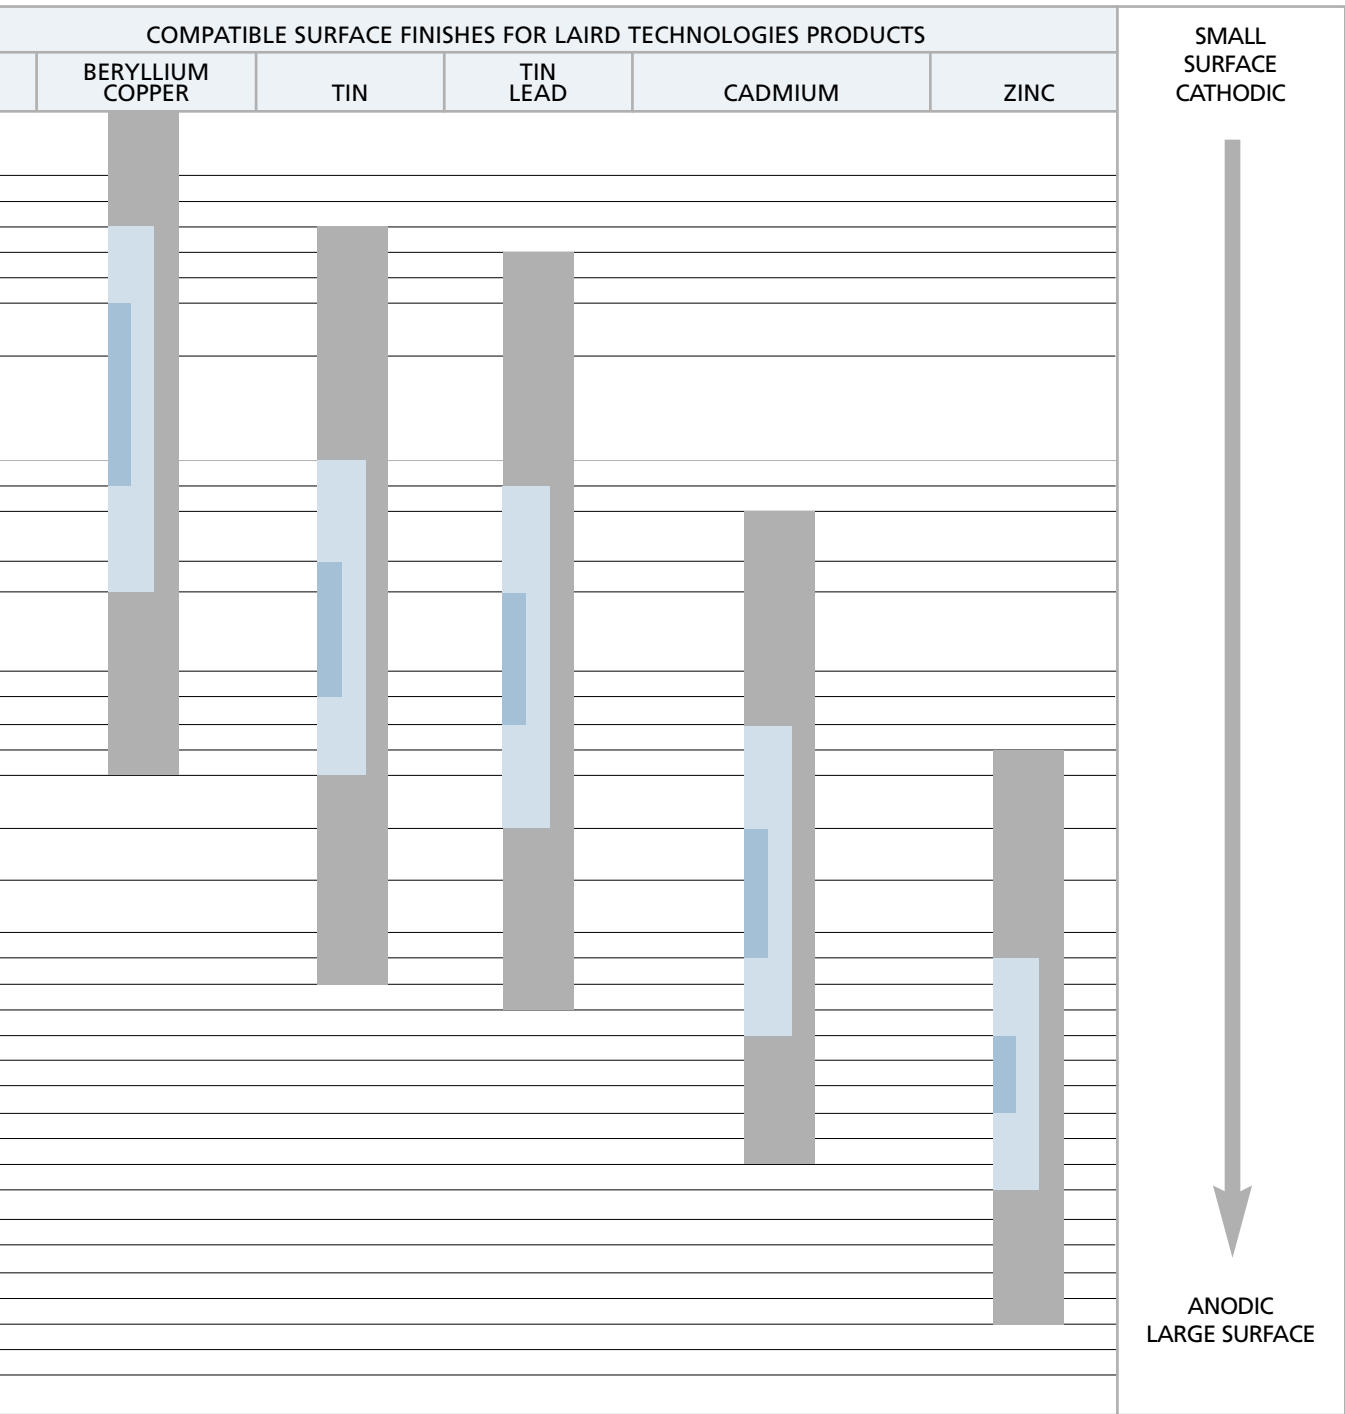 COMPATIBLE SURFACE FINISHES FOR LAIRD TECHNOLOGIES PRODUCTS
BERYLLIUM
COPPER
TIN
TIN
LEAD
CADMIUM
ZINC
SMALL
SURFACE
CATHODIC
ANODIC
LARGE SURFACE